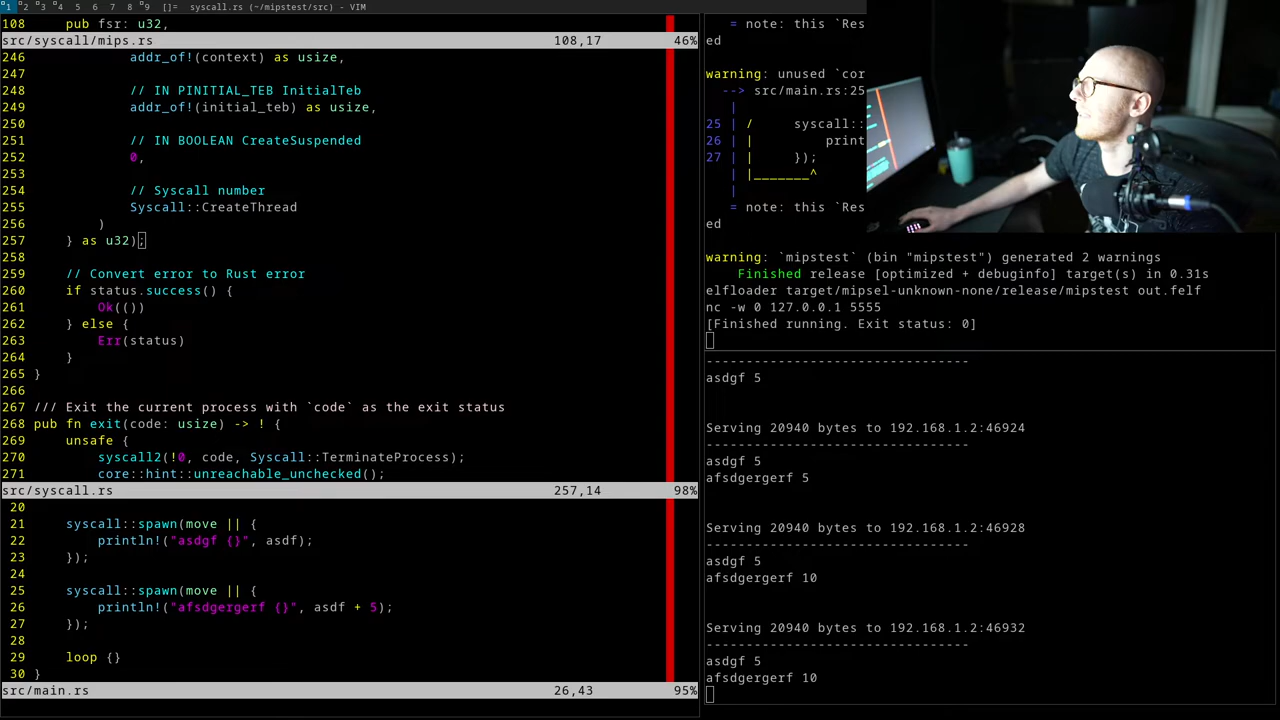 1 2 3 4 5 6 7 8 9 []= syscall.rs (~/mipstest/src) - VIM
108     pub fsr: u32,
src/syscall/mips.rs 108,17 46%
246             addr_of!(context) as usize,
247
248             // IN PINITIAL_TEB InitialTeb
249             addr_of!(initial_teb) as usize,
250
251             // IN BOOLEAN CreateSuspended
252             0,
253
254             // Syscall number
255             Syscall::CreateThread
256         )
257     } as u32);
258
259     // Convert error to Rust error
260     if status.success() {
261         Ok(())
262     } else {
263         Err(status)
264     }
265 }
266
267 /// Exit the current process with `code` as the exit status
268 pub fn exit(code: usize) -> ! {
269     unsafe {
270         syscall2(!0, code, Syscall::TerminateProcess);
271         core::hint::unreachable_unchecked();
src/syscall.rs 257,14 98%
20
21     syscall::spawn(move || {
22         println!("asdgf {}", asdf);
23     });
24
25     syscall::spawn(move || {
26         println!("afsdgergerf {}", asdf + 5);
27     });
28
29     loop {}
30 }
src/main.rs 26,43 95%
= note: this `Res
ed
warning: unused `cor
--> src/main.rs:25
|
25 | /     syscall::
26 | |         print
27 | |     });
| |_______^
|
= note: this `Res
ed
warning: `mipstest` (bin "mipstest") generated 2 warnings
Finished release [optimized + debuginfo] target(s) in 0.31s
elfloader target/mipsel-unknown-none/release/mipstest out.felf
nc -w 0 127.0.0.1 5555
[Finished running. Exit status: 0]
---------------------------------
asdgf 5
Serving 20940 bytes to 192.168.1.2:46924
---------------------------------
asdgf 5
afsdgergerf 5
Serving 20940 bytes to 192.168.1.2:46928
---------------------------------
asdgf 5
afsdgergerf 10
Serving 20940 bytes to 192.168.1.2:46932
---------------------------------
asdgf 5
afsdgergerf 10